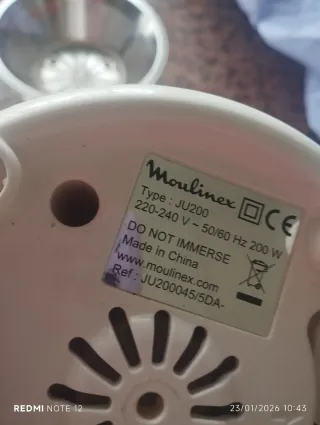 Moulinex CE
Type : JU200
220-240 V ~ 50/60 Hz 200 W
DO NOT IMMERSE
Made in China
www.moulinex.com
Ref : JU200045/5DA-
REDMI NOTE 12
23/01/2026 10:43